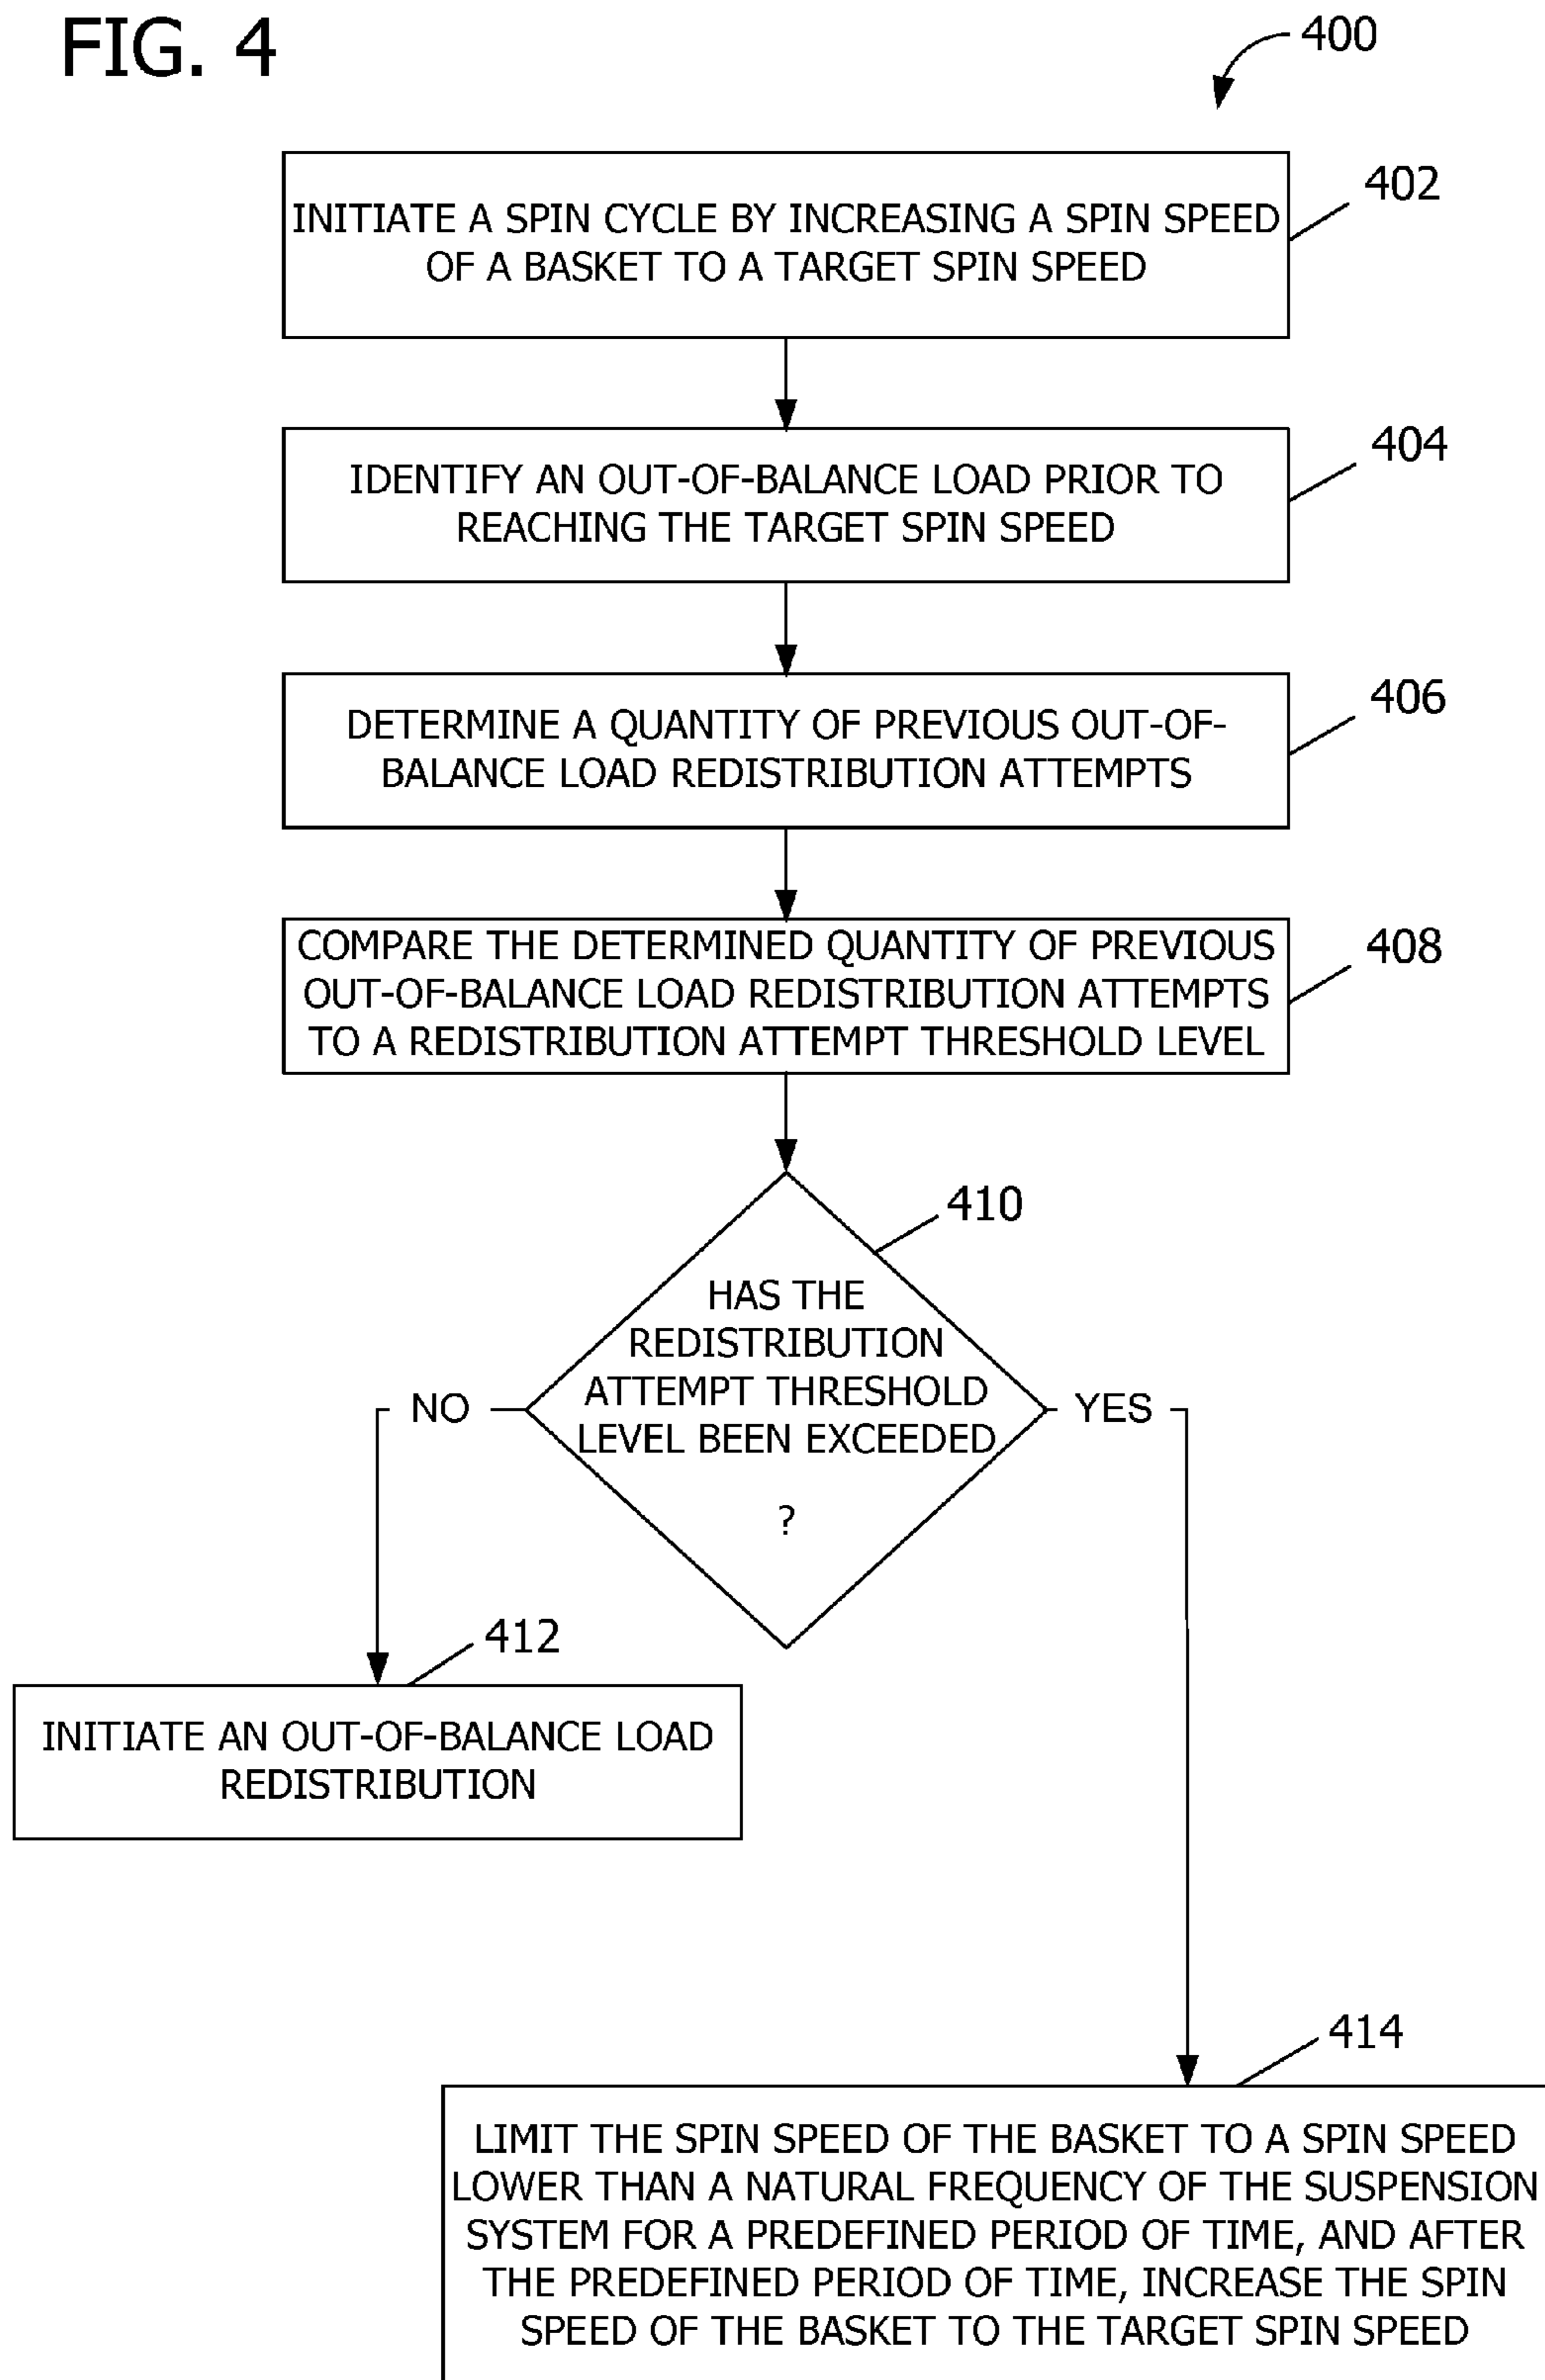 FIG. 4
400
INITIATE A SPIN CYCLE BY INCREASING A SPIN SPEED
OF A BASKET TO A TARGET SPIN SPEED
402
IDENTIFY AN OUT-OF-BALANCE LOAD PRIOR TO
REACHING THE TARGET SPIN SPEED
404
DETERMINE A QUANTITY OF PREVIOUS OUT-OF-
BALANCE LOAD REDISTRIBUTION ATTEMPTS
406
COMPARE THE DETERMINED QUANTITY OF PREVIOUS
OUT-OF-BALANCE LOAD REDISTRIBUTION ATTEMPTS
TO A REDISTRIBUTION ATTEMPT THRESHOLD LEVEL
408
410
HAS THE
REDISTRIBUTION
ATTEMPT THRESHOLD
LEVEL BEEN EXCEEDED
?
NO
YES
412
INITIATE AN OUT-OF-BALANCE LOAD
REDISTRIBUTION
414
LIMIT THE SPIN SPEED OF THE BASKET TO A SPIN SPEED
LOWER THAN A NATURAL FREQUENCY OF THE SUSPENSION
SYSTEM FOR A PREDEFINED PERIOD OF TIME, AND AFTER
THE PREDEFINED PERIOD OF TIME, INCREASE THE SPIN
SPEED OF THE BASKET TO THE TARGET SPIN SPEED